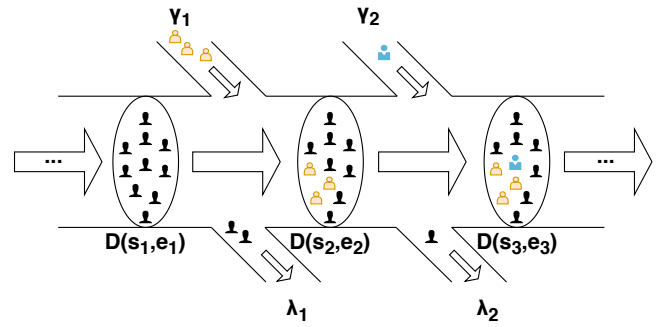 γ1 γ2
... ...
D(s1,e1) D(s2,e2) D(s3,e3)
λ1 λ2